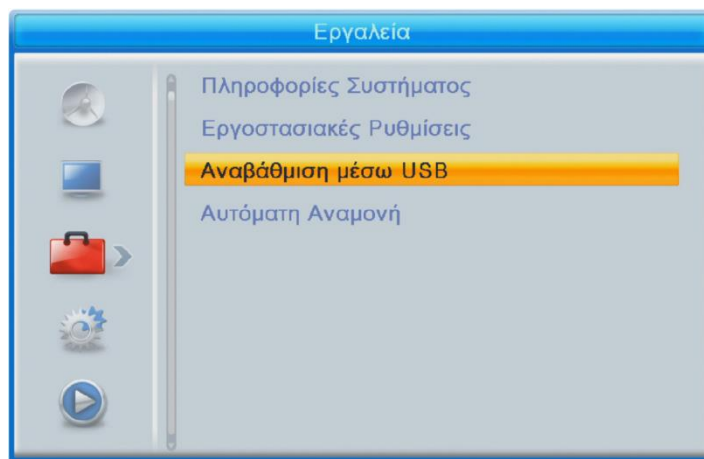 Εργαλεία
Πληροφορίες Συστήματος
Εργοστασιακές Ρυθμίσεις
Αναβάθμιση μέσω USB
Αυτόματη Αναμονή